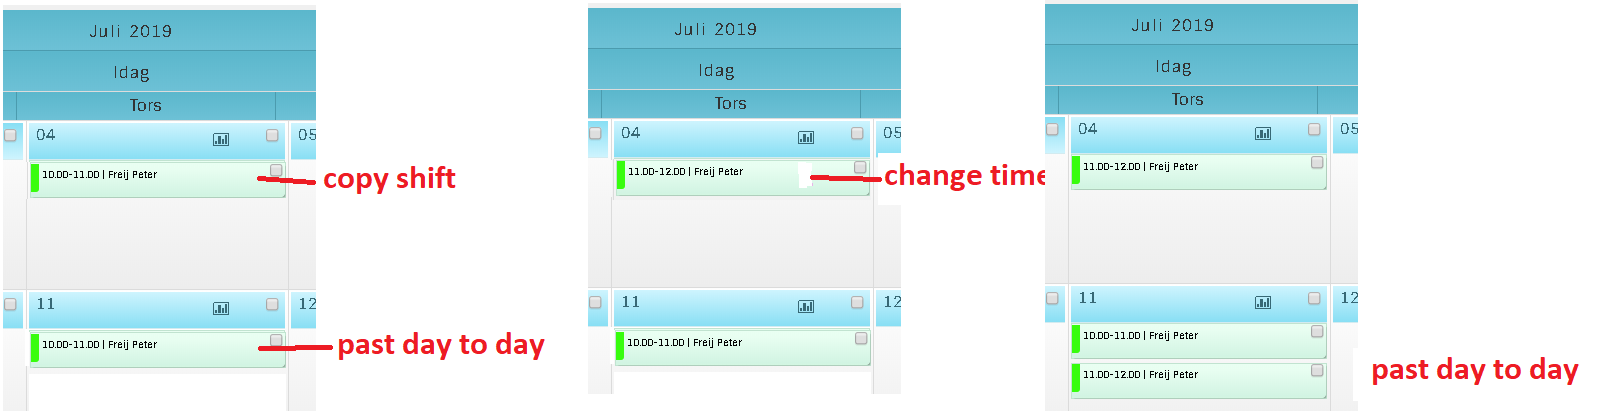 Juli 2019
Idag
Tors
04
05
10.00-11.00 | Freij Peter
copy shift
11
12
10.00-11.00 | Freij Peter
past day to day
Juli 2019
Idag
Tors
04
05
11.00-12.00 | Freij Peter
change time
11
12
10.00-11.00 | Freij Peter
Juli 2019
Idag
Tors
04
05
11.00-12.00 | Freij Peter
11
12
10.00-11.00 | Freij Peter
11.00-12.00 | Freij Peter
past day to day